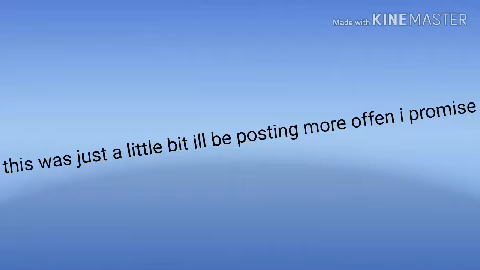 Made with KINEMASTER
this was just a little bit ill be posting more offen i promise